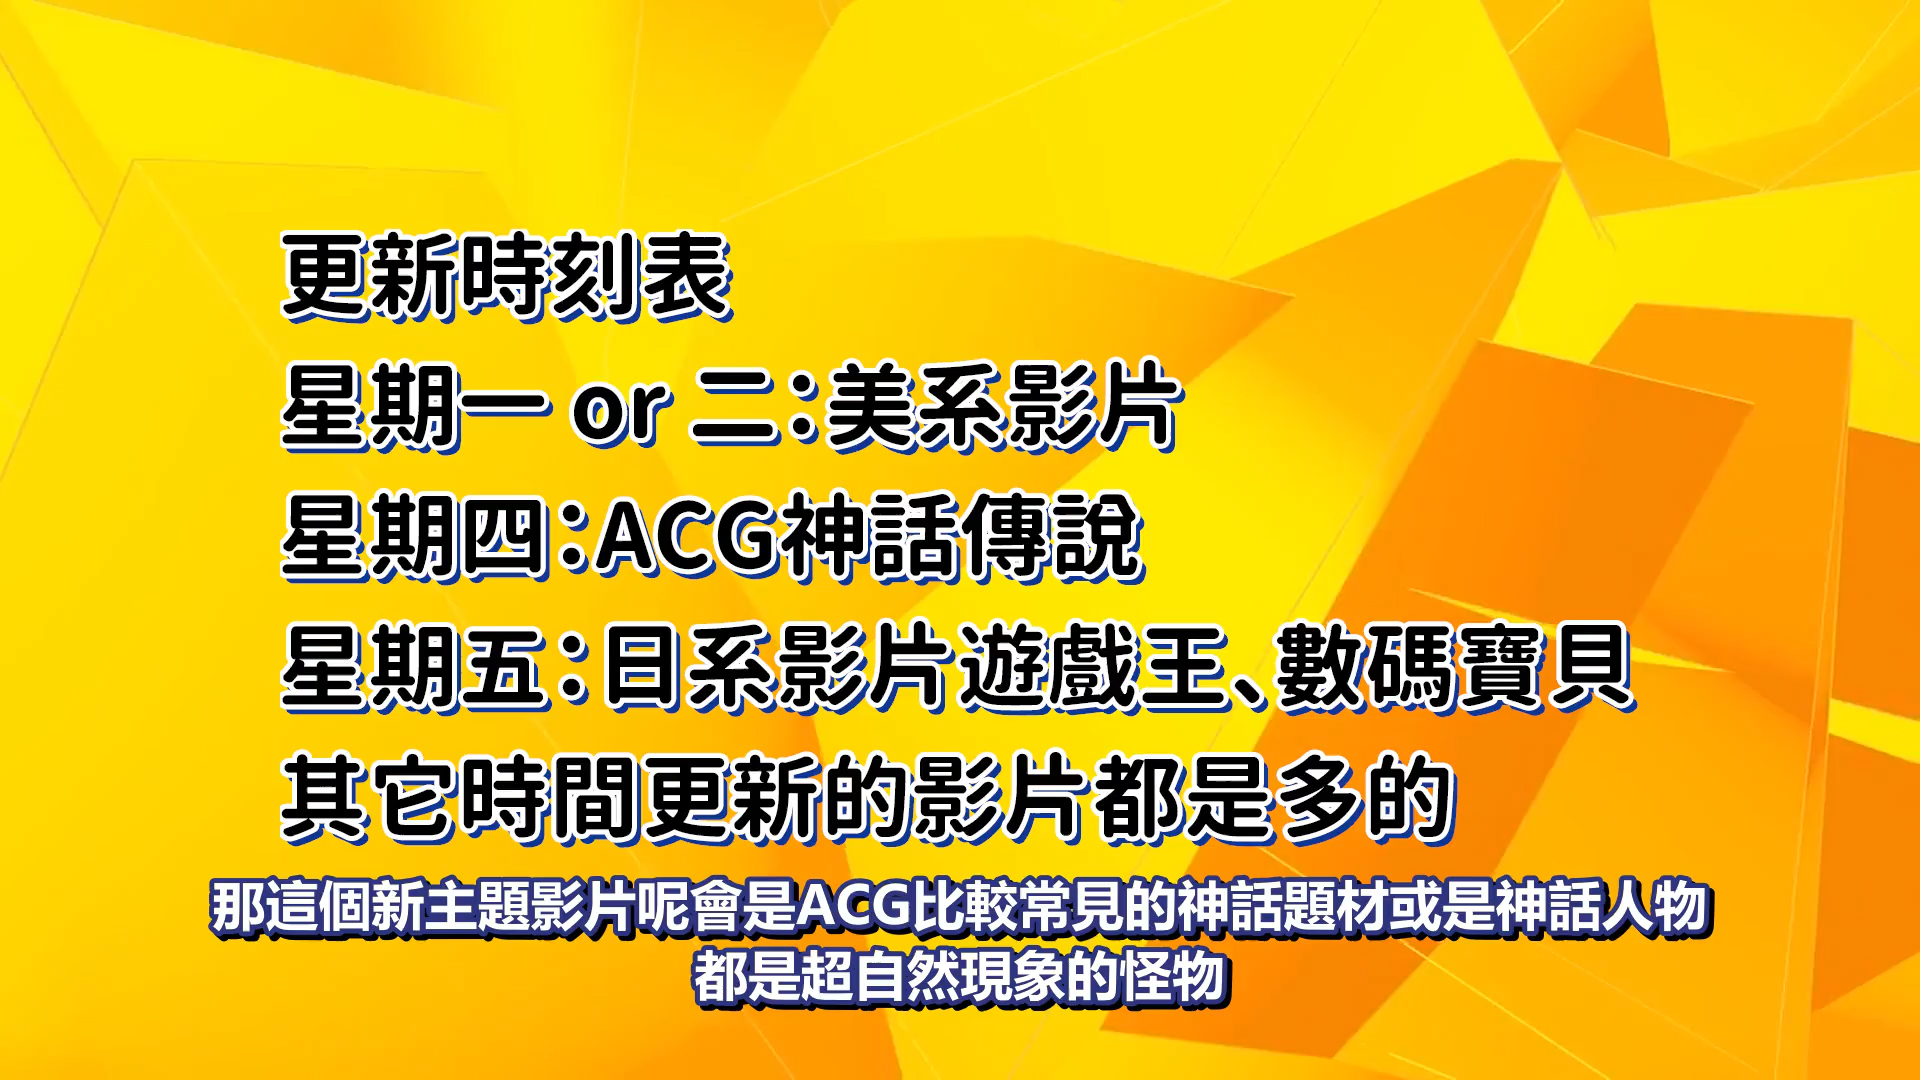 更新時刻表
星期一 or 二：美系影片
星期四：ACG神話傳說
星期五：日系影片遊戲王、數碼寶貝
其它時間更新的影片都是多的
那這個新主題影片呢會是ACG比較常見的神話題材或是神話人物
都是超自然現象的怪物